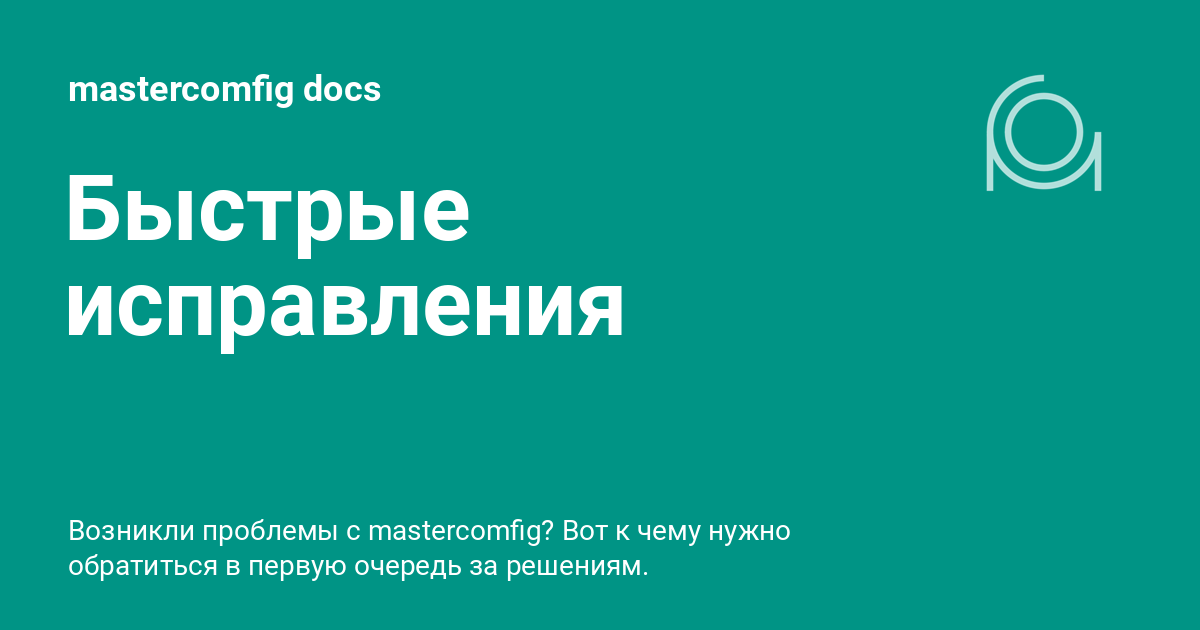 mastercomfig docs
Быстрые
исправления
Возникли проблемы с mastercomfig? Вот к чему нужно
обратиться в первую очередь за решениям.